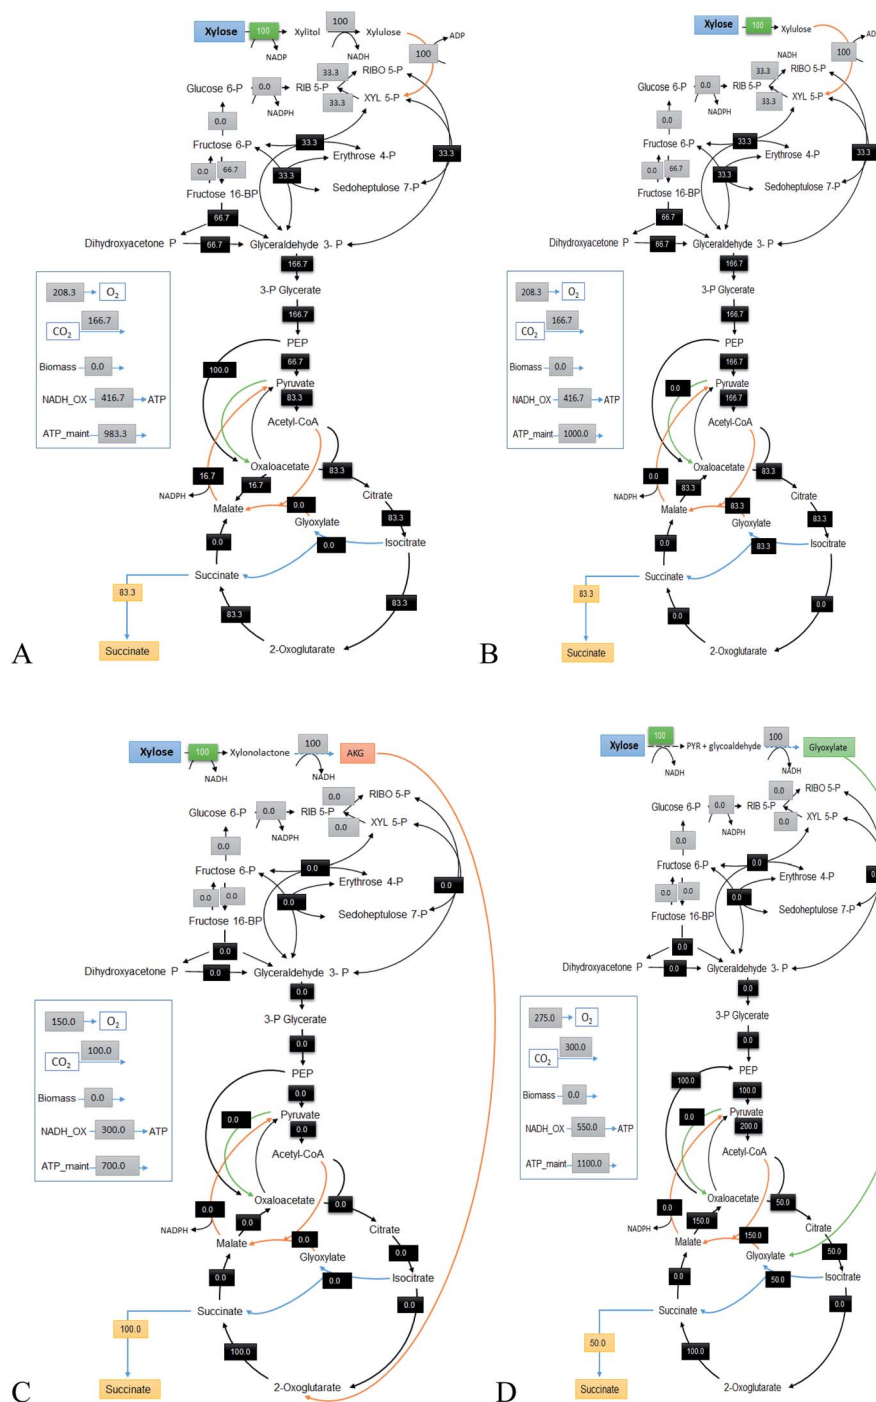 Xylose 100 Xylitol 100 Xylulose
NADP NADH 100 ADP
Glucose 6-P 0.0 RIB 5-P 33.3 RIBO 5-P
NADPH 33.3 XYL 5-P
0.0
Fructose 6-P 33.3 33.3
Erythrose 4-P
0.0 66.7 33.3
Fructose 16-BP Sedoheptulose 7-P
66.7
Dihydroxyacetone P 66.7 Glyceraldehyde 3- P
166.7
3-P Glycerate
166.7
PEP
208.3 O2
166.7
CO2
Biomass 0.0
NADH_OX 416.7 ATP
ATP_maint 983.3
100.0 66.7
Pyruvate
83.3
Acetyl-CoA
Oxaloacetate 83.3
16.7 16.7 Citrate
NADPH Malate 0.0
Glyoxylate 83.3
0.0 0.0 Isocitrate
Succinate
83.3 83.3 83.3
2-Oxoglutarate
Succinate
A
Xylose 100 Xylulose
NADH 100 ADP
Glucose 6-P 0.0 RIB 5-P 33.3 RIBO 5-P
NADPH 33.3 XYL 5-P
0.0
Fructose 6-P 33.3 33.3
Erythrose 4-P
0.0 66.7 33.3
Fructose 16-BP Sedoheptulose 7-P
66.7
Dihydroxyacetone P 66.7 Glyceraldehyde 3- P
166.7
3-P Glycerate
166.7
PEP
208.3 O2
166.7
CO2
Biomass 0.0
NADH_OX 416.7 ATP
ATP_maint 1000.0
166.7
0.0 Pyruvate
166.7
Acetyl-CoA
Oxaloacetate 83.3
0.0 83.3 Citrate
NADPH Malate 83.3
Glyoxylate 83.3
0.0 83.3 Isocitrate
Succinate
83.3 0.0 0.0
2-Oxoglutarate
Succinate
B
Xylose 100 Xylonolactone 100 AKG
NADH NADH
Glucose 6-P 0.0 RIB 5-P 0.0 RIBO 5-P
NADPH 0.0 XYL 5-P
0.0
Fructose 6-P 0.0 0.0
Erythrose 4-P
0.0 0.0 0.0
Fructose 16-BP Sedoheptulose 7-P
0.0
Dihydroxyacetone P 0.0 Glyceraldehyde 3- P
0.0
3-P Glycerate
0.0
PEP
150.0 O2
100.0
CO2
Biomass 0.0
NADH_OX 300.0 ATP
ATP_maint 700.0
0.0
0.0 Pyruvate
0.0
Acetyl-CoA
Oxaloacetate 0.0
0.0 0.0 Citrate
NADPH Malate 0.0
Glyoxylate 0.0
0.0 0.0 Isocitrate
Succinate 0.0
100.0 100.0
2-Oxoglutarate
Succinate
C
Xylose 100 PYR + glycoaldehyde 100 Glyoxylate
NADH NADH
Glucose 6-P 0.0 RIB 5-P 0.0 RIBO 5-P
NADPH 0.0 XYL 5-P
0.0
Fructose 6-P 0.0 0.0
Erythrose 4-P
0.0 0.0 0.0
Fructose 16-BP Sedoheptulose 7-P
0.0
Dihydroxyacetone P 0.0 Glyceraldehyde 3- P
0.0
3-P Glycerate
0.0
PEP
275.0 O2
300.0
CO2
Biomass 0.0
NADH_OX 550.0 ATP
ATP_maint 1100.0
100.0 100.0
0.0 Pyruvate
200.0
Acetyl-CoA
Oxaloacetate 50.0
0.0 150.0 Citrate
NADPH Malate 150.0
Glyoxylate 50.0
0.0 50.0 Isocitrate
Succinate 0.0
50.0 100.0
2-Oxoglutarate
Succinate
D